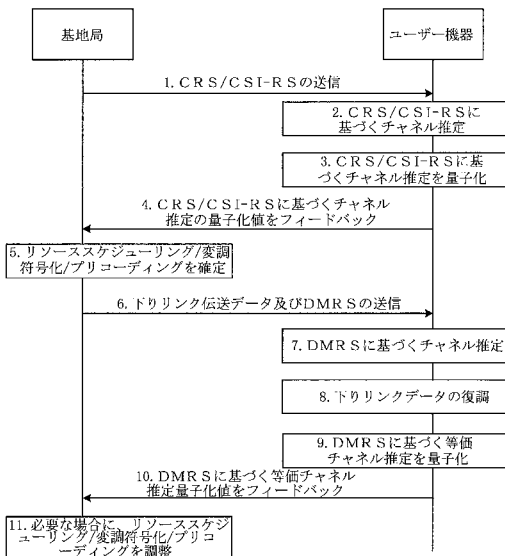 基地局
ユーザー機器
1. CRS/CSI-RSの送信
2. CRS/CSI-RSに
基づくチャネル推定
3. CRS/CSI-RSに基
づくチャネル推定を量子化
4. CRS/CSI-RSに基づくチャネル
推定の量子化値をフィードバック
5. リソーススケジューリング/変調
符号化/プリコーディングを確定
6. 下りリンク伝送データ及びDMRSの送信
7. DMRSに基づくチャネル推定
8. 下りリンクデータの復調
9. DMRSに基づく等価
チャネル推定を量子化
10. DMRSに基づく等価チャネル
推定量子化値をフィードバック
11. 必要な場合に、リソーススケジ
ューリング/変調符号化/プリコ
ーディングを調整